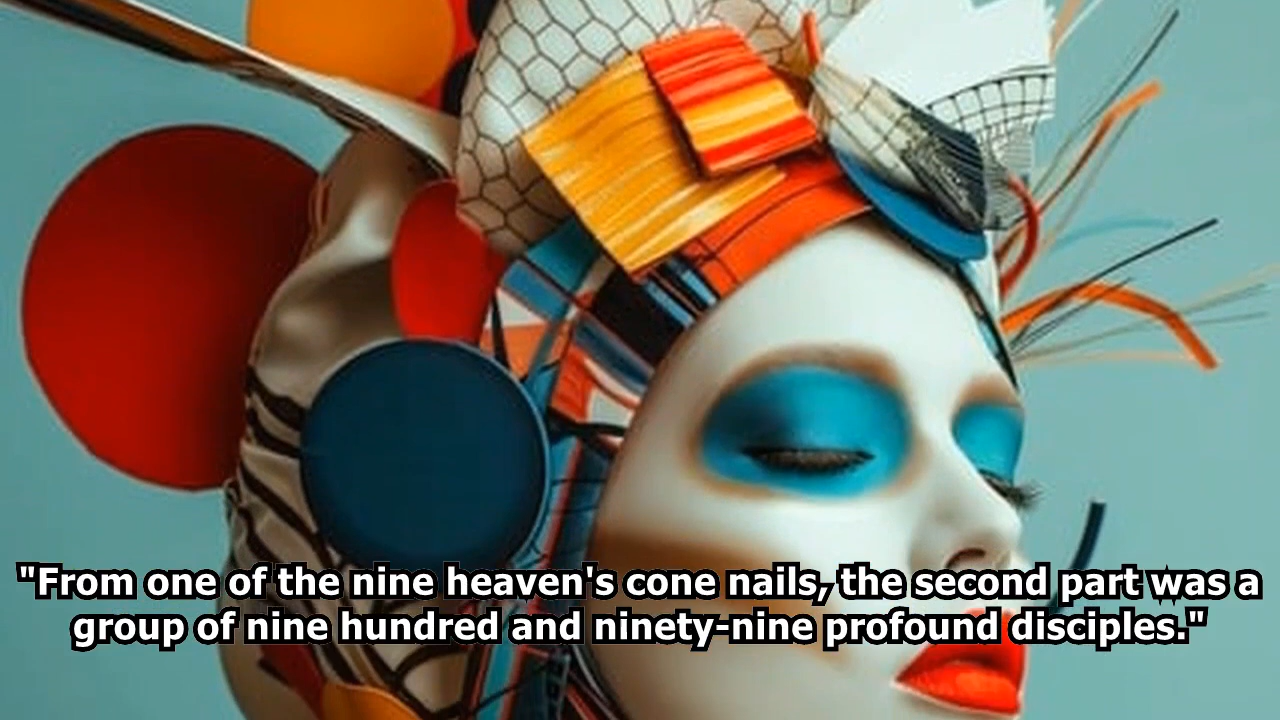 "From one of the nine heaven's cone nails, the second part was a
group of nine hundred and ninety-nine profound disciples."